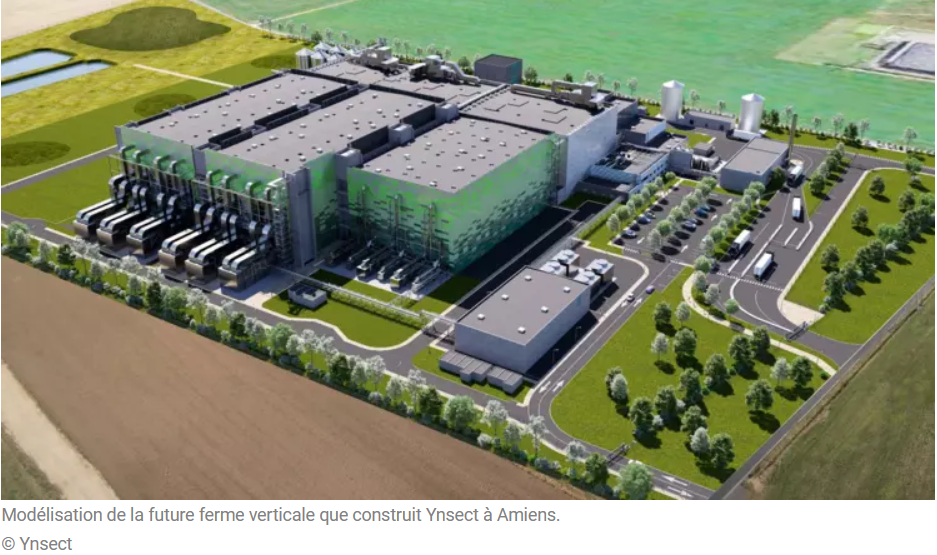 Modélisation de la future ferme verticale que construit Ynsect à Amiens.
© Ynsect